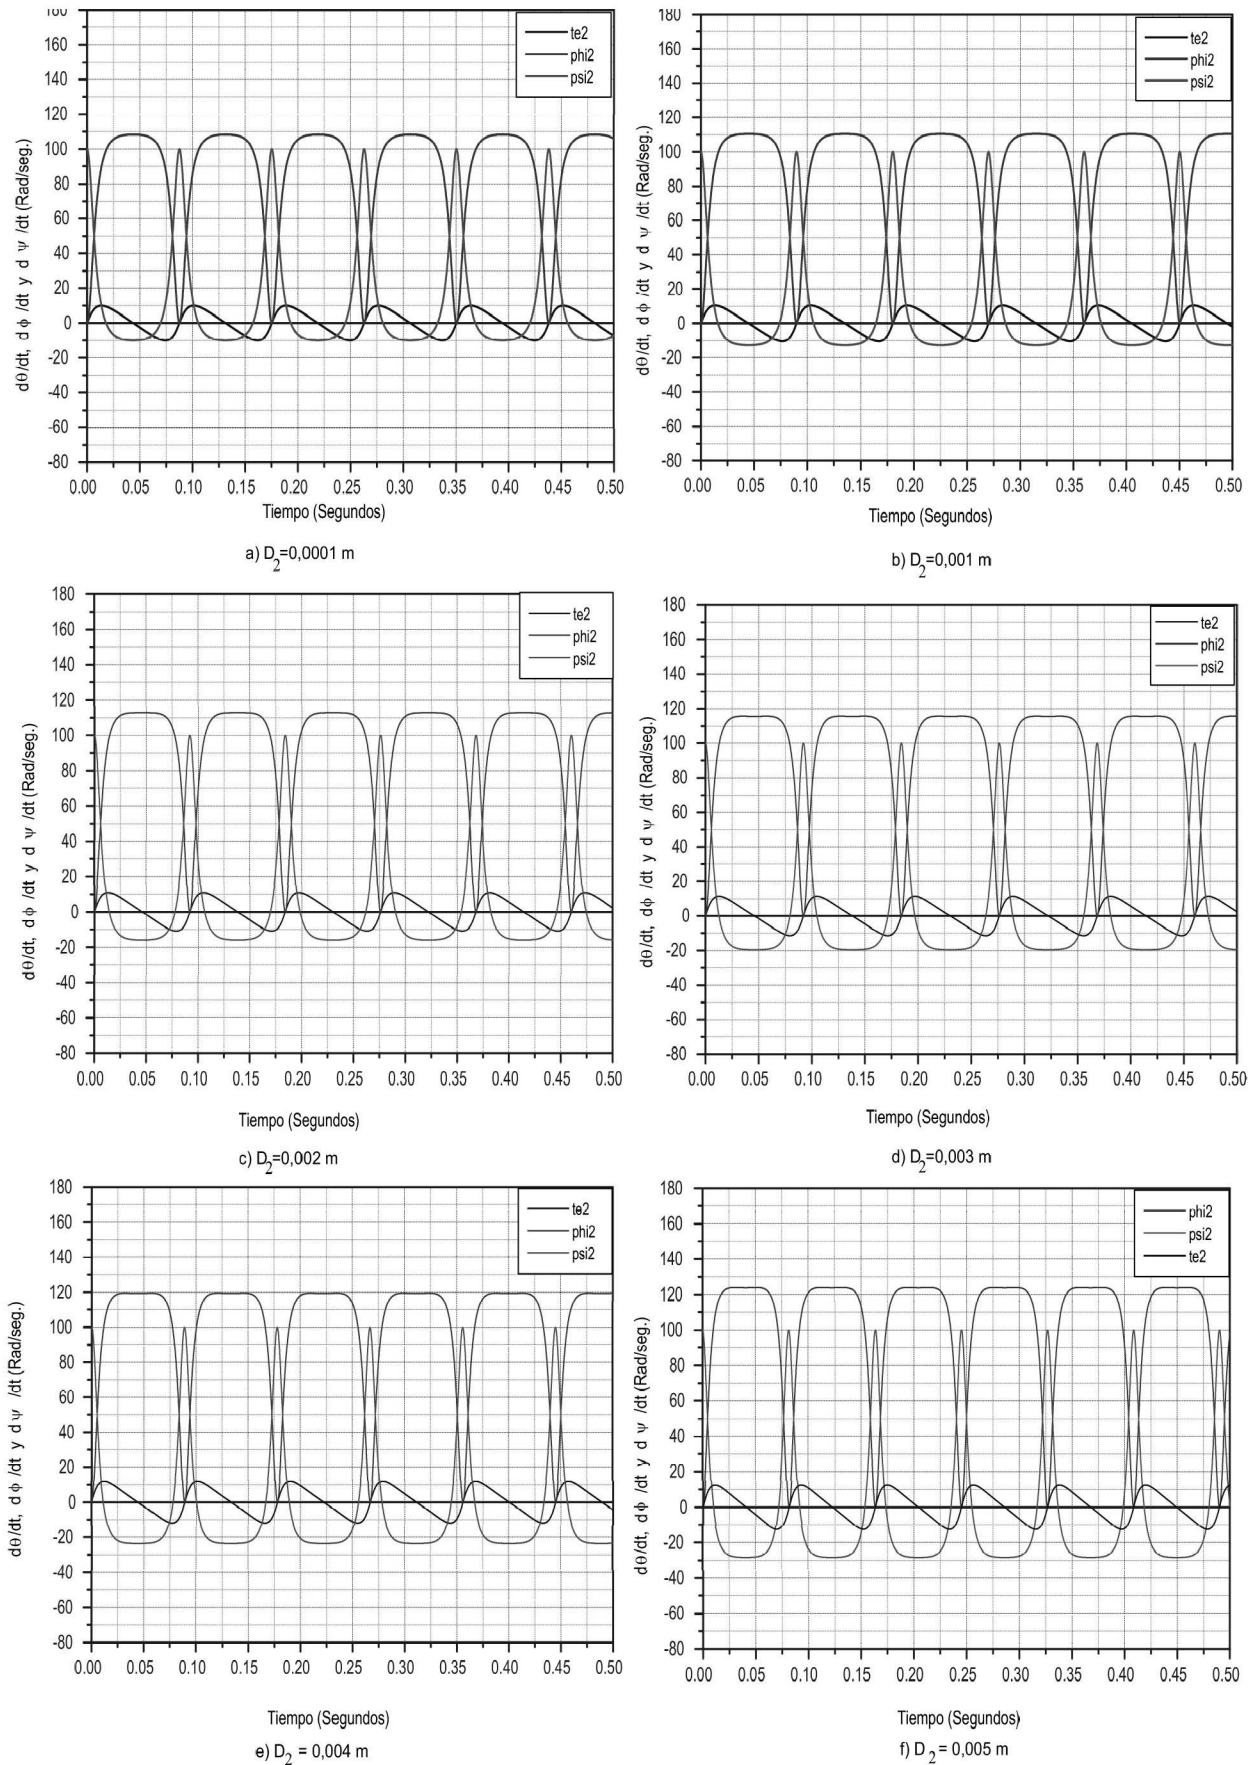 180
160
140
120
100
80
60
40
20
0
-20
-40
-60
-80
dθ/dt, dϕ/dt y dψ/dt (Rad/seg.)
te2
phi2
psi2
0.00 0.05 0.10 0.15 0.20 0.25 0.30 0.35 0.40 0.45 0.50
Tiempo (Segundos)
a) D2=0,0001 m
180
160
140
120
100
80
60
40
20
0
-20
-40
-60
-80
dθ/dt, dϕ/dt y dψ/dt (Rad/seg.)
te2
phi2
psi2
0.00 0.05 0.10 0.15 0.20 0.25 0.30 0.35 0.40 0.45 0.50
Tiempo (Segundos)
b) D2=0,001 m
180
160
140
120
100
80
60
40
20
0
-20
-40
-60
-80
dθ/dt, dϕ/dt y dψ/dt (Rad/seg.)
te2
phi2
psi2
0.00 0.05 0.10 0.15 0.20 0.25 0.30 0.35 0.40 0.45 0.50
Tiempo (Segundos)
c) D2=0,002 m
180
160
140
120
100
80
60
40
20
0
-20
-40
-60
-80
dθ/dt, dϕ/dt y dψ/dt (Rad/seg.)
te2
phi2
psi2
0.00 0.05 0.10 0.15 0.20 0.25 0.30 0.35 0.40 0.45 0.50
Tiempo (Segundos)
d) D2=0,003 m
180
160
140
120
100
80
60
40
20
0
-20
-40
-60
-80
dθ/dt, dϕ/dt y dψ/dt (Rad/seg.)
te2
phi2
psi2
0.00 0.05 0.10 0.15 0.20 0.25 0.30 0.35 0.40 0.45 0.50
Tiempo (Segundos)
e) D2 = 0,004 m
180
160
140
120
100
80
60
40
20
0
-20
-40
-60
-80
dθ/dt, dϕ/dt y dψ/dt (Rad/seg.)
phi2
psi2
te2
0.00 0.05 0.10 0.15 0.20 0.25 0.30 0.35 0.40 0.45 0.50
Tiempo (Segundos)
f) D2 = 0,005 m